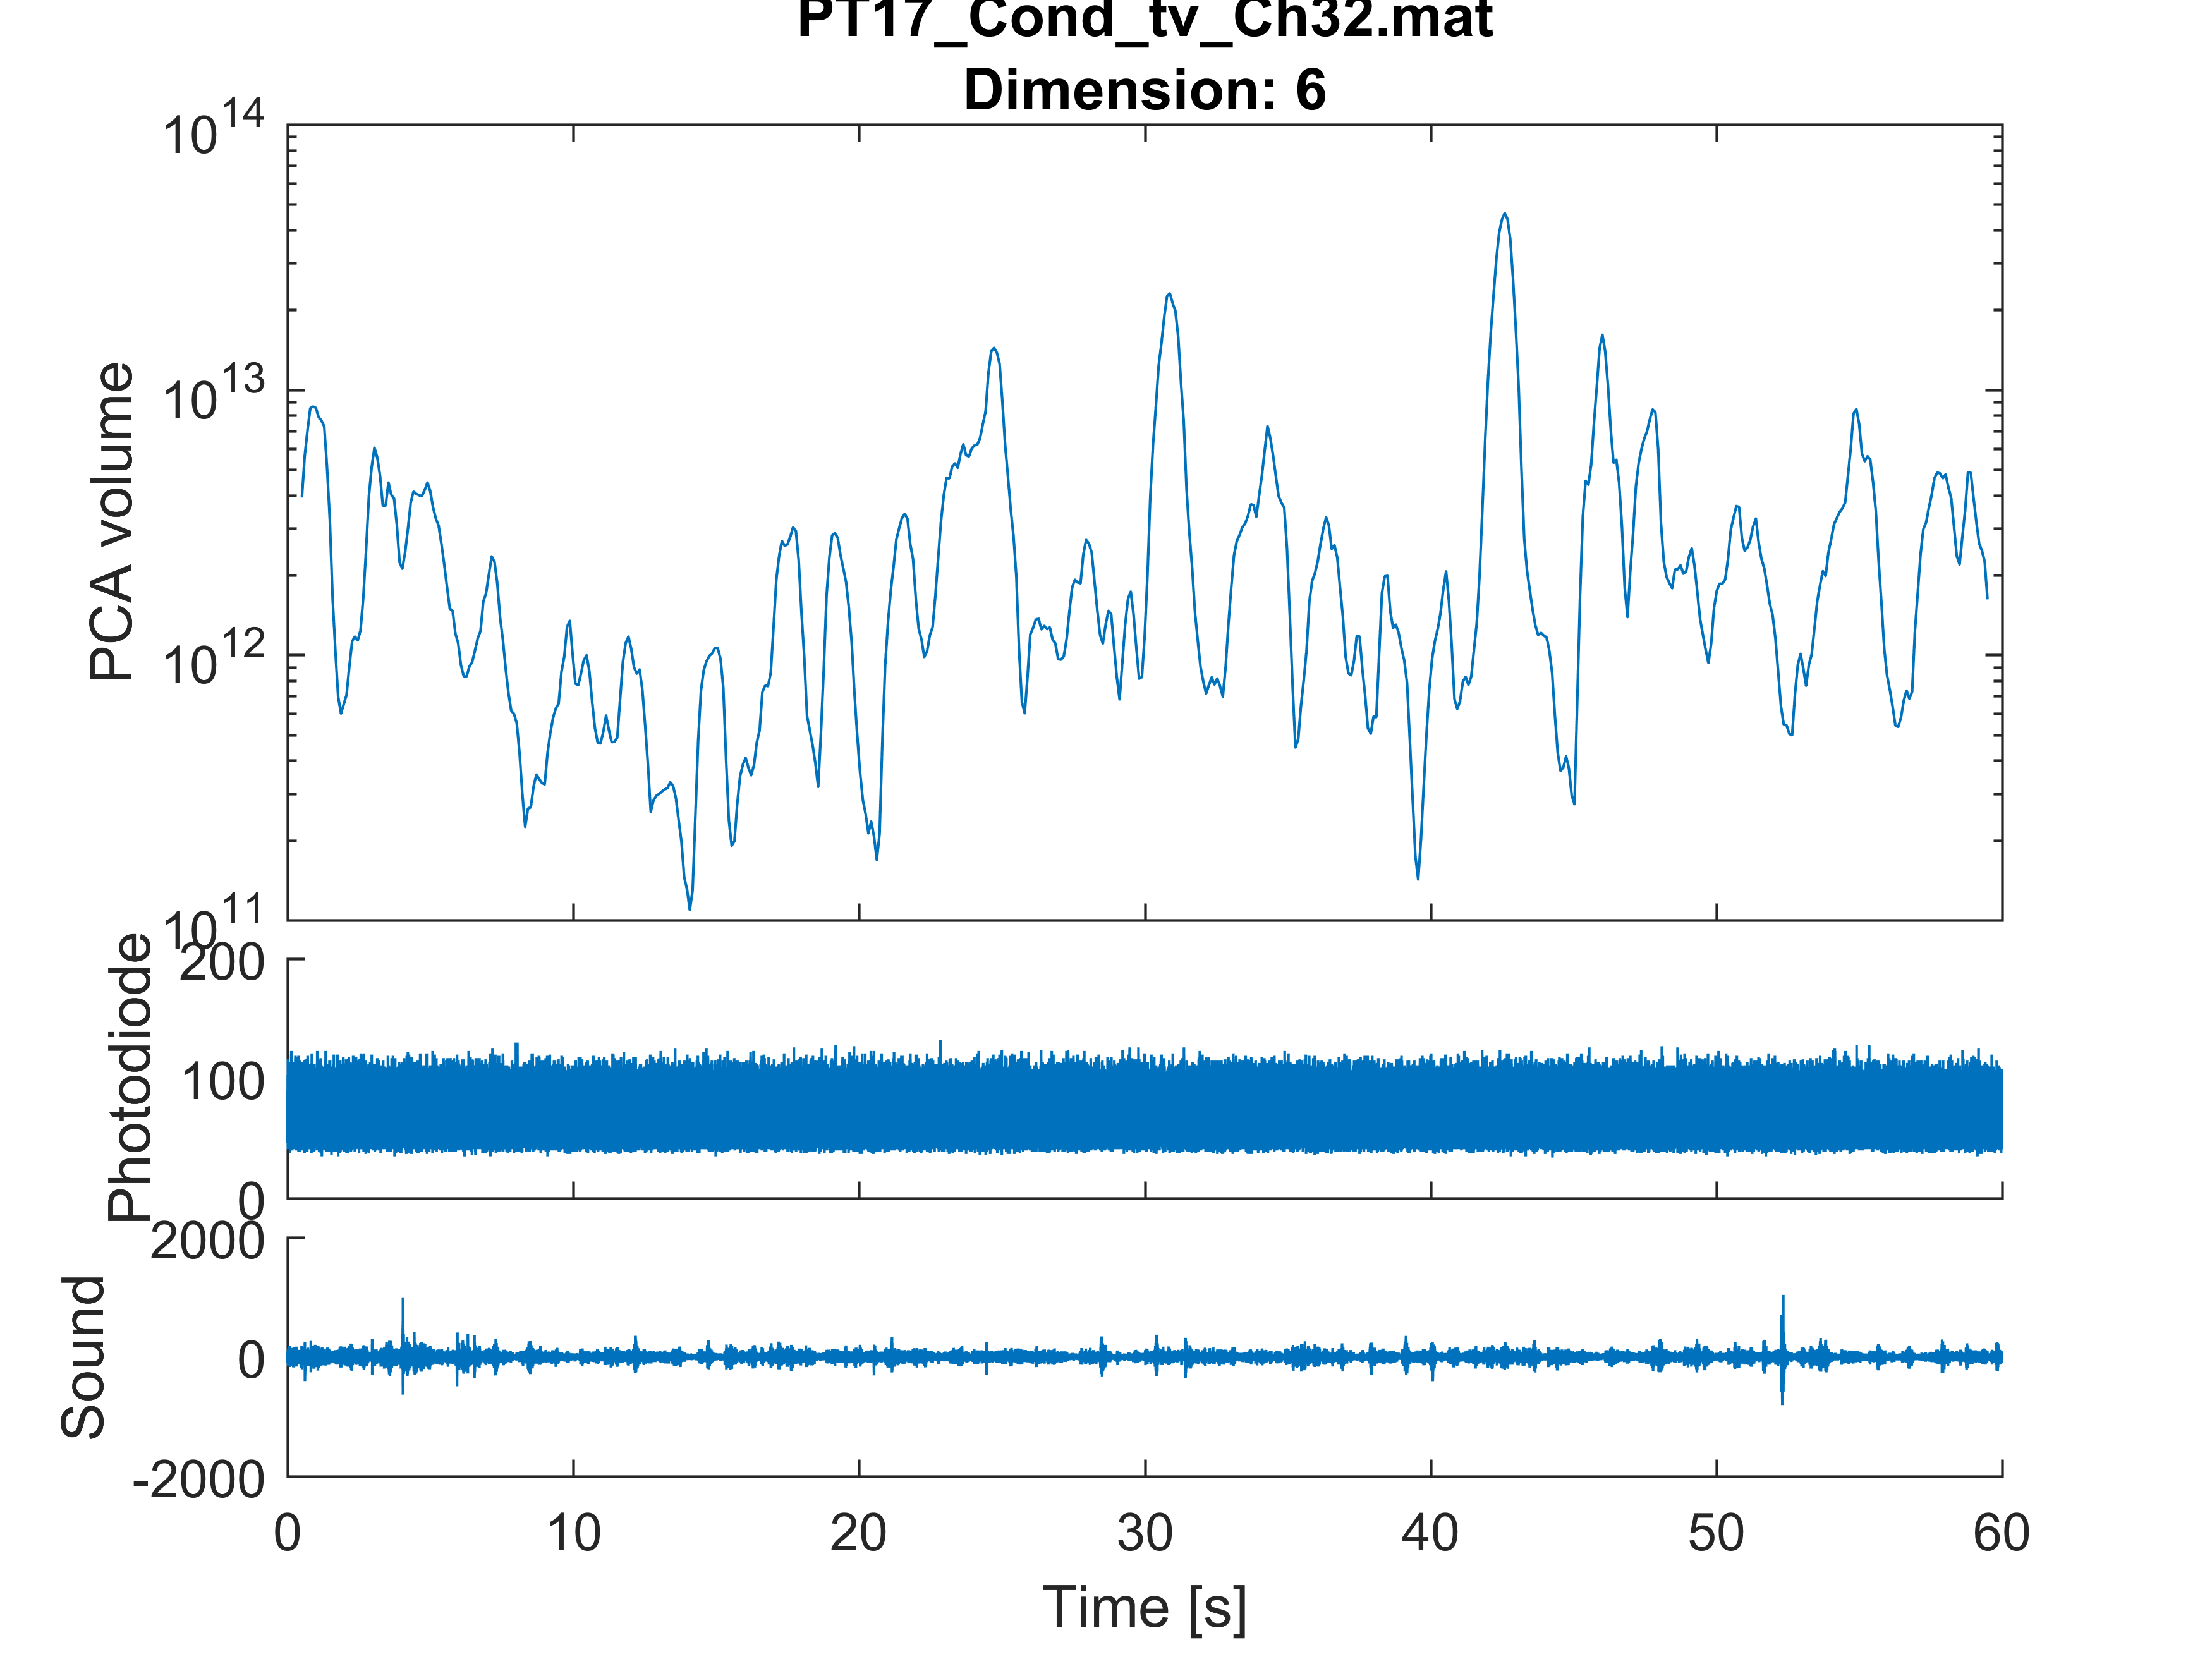 PT17_Cond_tv_Ch32.mat
Dimension: 6
10^14
10^13
10^12
10^11
PCA volume
200
100
0
Photodiode
2000
0
-2000
Sound
0 10 20 30 40 50 60
Time [s]